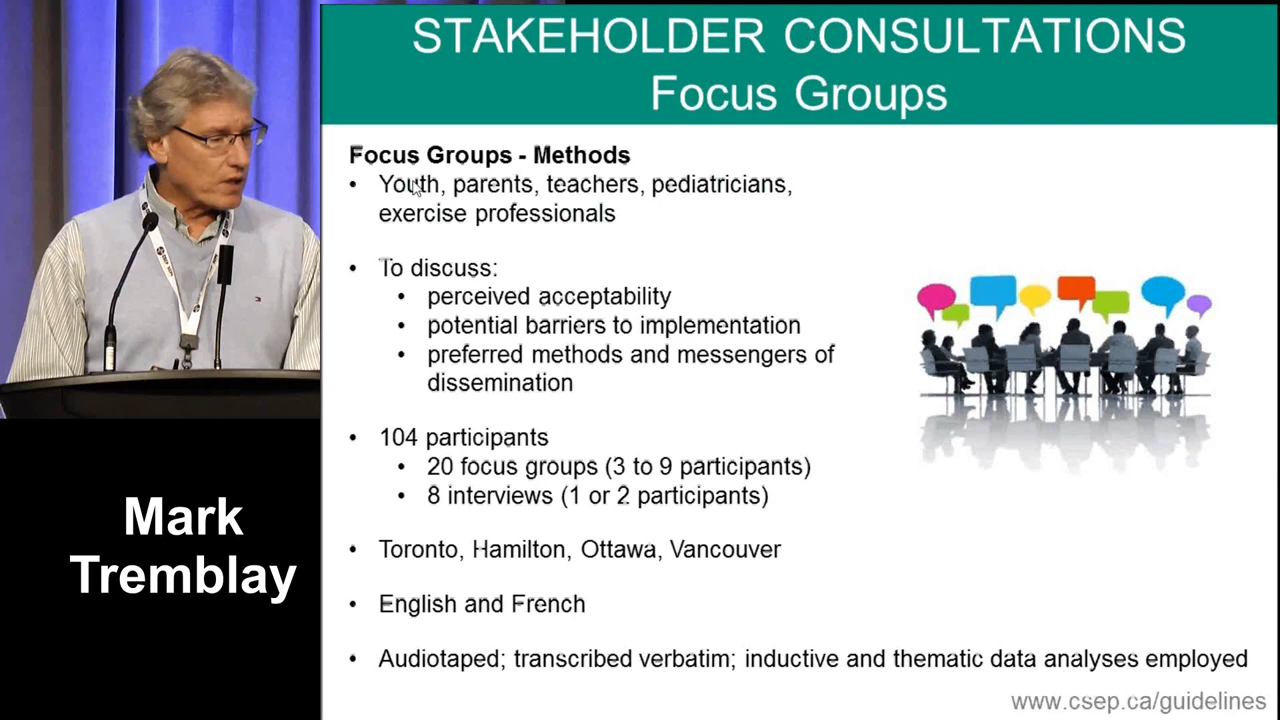 STAKEHOLDER CONSULTATIONS
Focus Groups
Focus Groups - Methods
• Youth, parents, teachers, pediatricians,
exercise professionals
• To discuss:
• perceived acceptability
• potential barriers to implementation
• preferred methods and messengers of
dissemination
• 104 participants
• 20 focus groups (3 to 9 participants)
• 8 interviews (1 or 2 participants)
• Toronto, Hamilton, Ottawa, Vancouver
• English and French
• Audiotaped; transcribed verbatim; inductive and thematic data analyses employed
www.csep.ca/guidelines
Mark
Tremblay